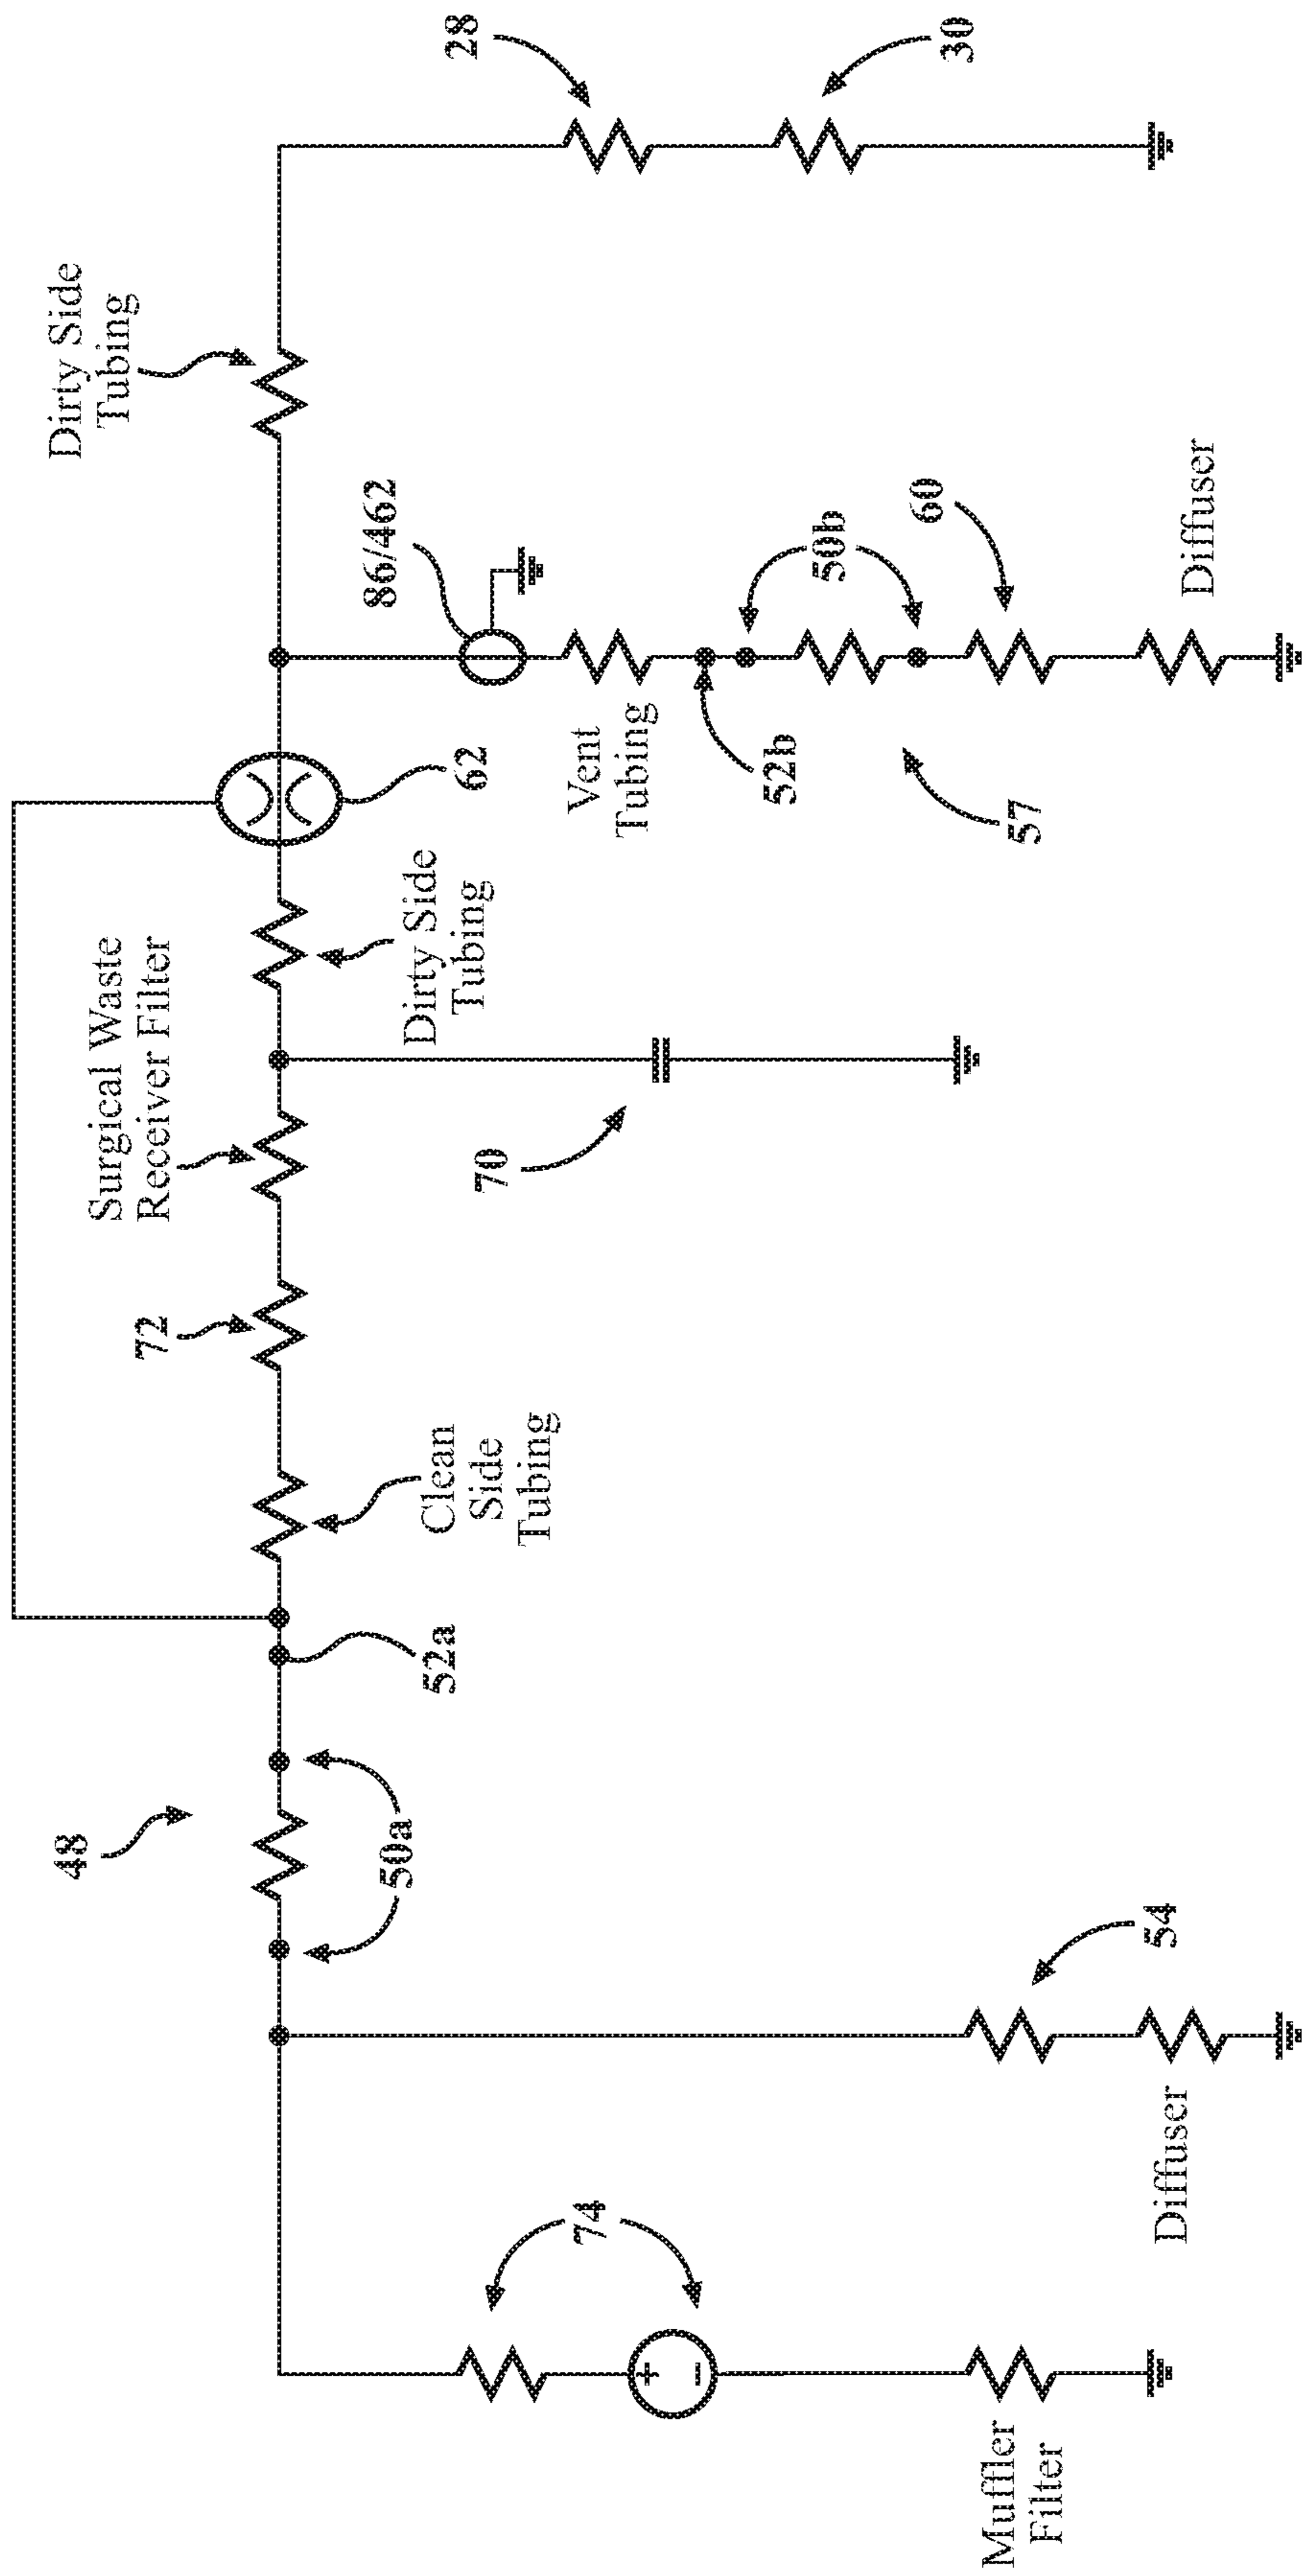 Dirty Side
Tubing
28
30
Surgical Waste
Receiver Filter
72
Dirty Side
Tubing
62
86/462
Vent
Tubing
52b
50b
60
57
Diffuser
70
Clean
Side
Tubing
52a
48
50a
54
Diffuser
74
+
−
Muffler
Filter